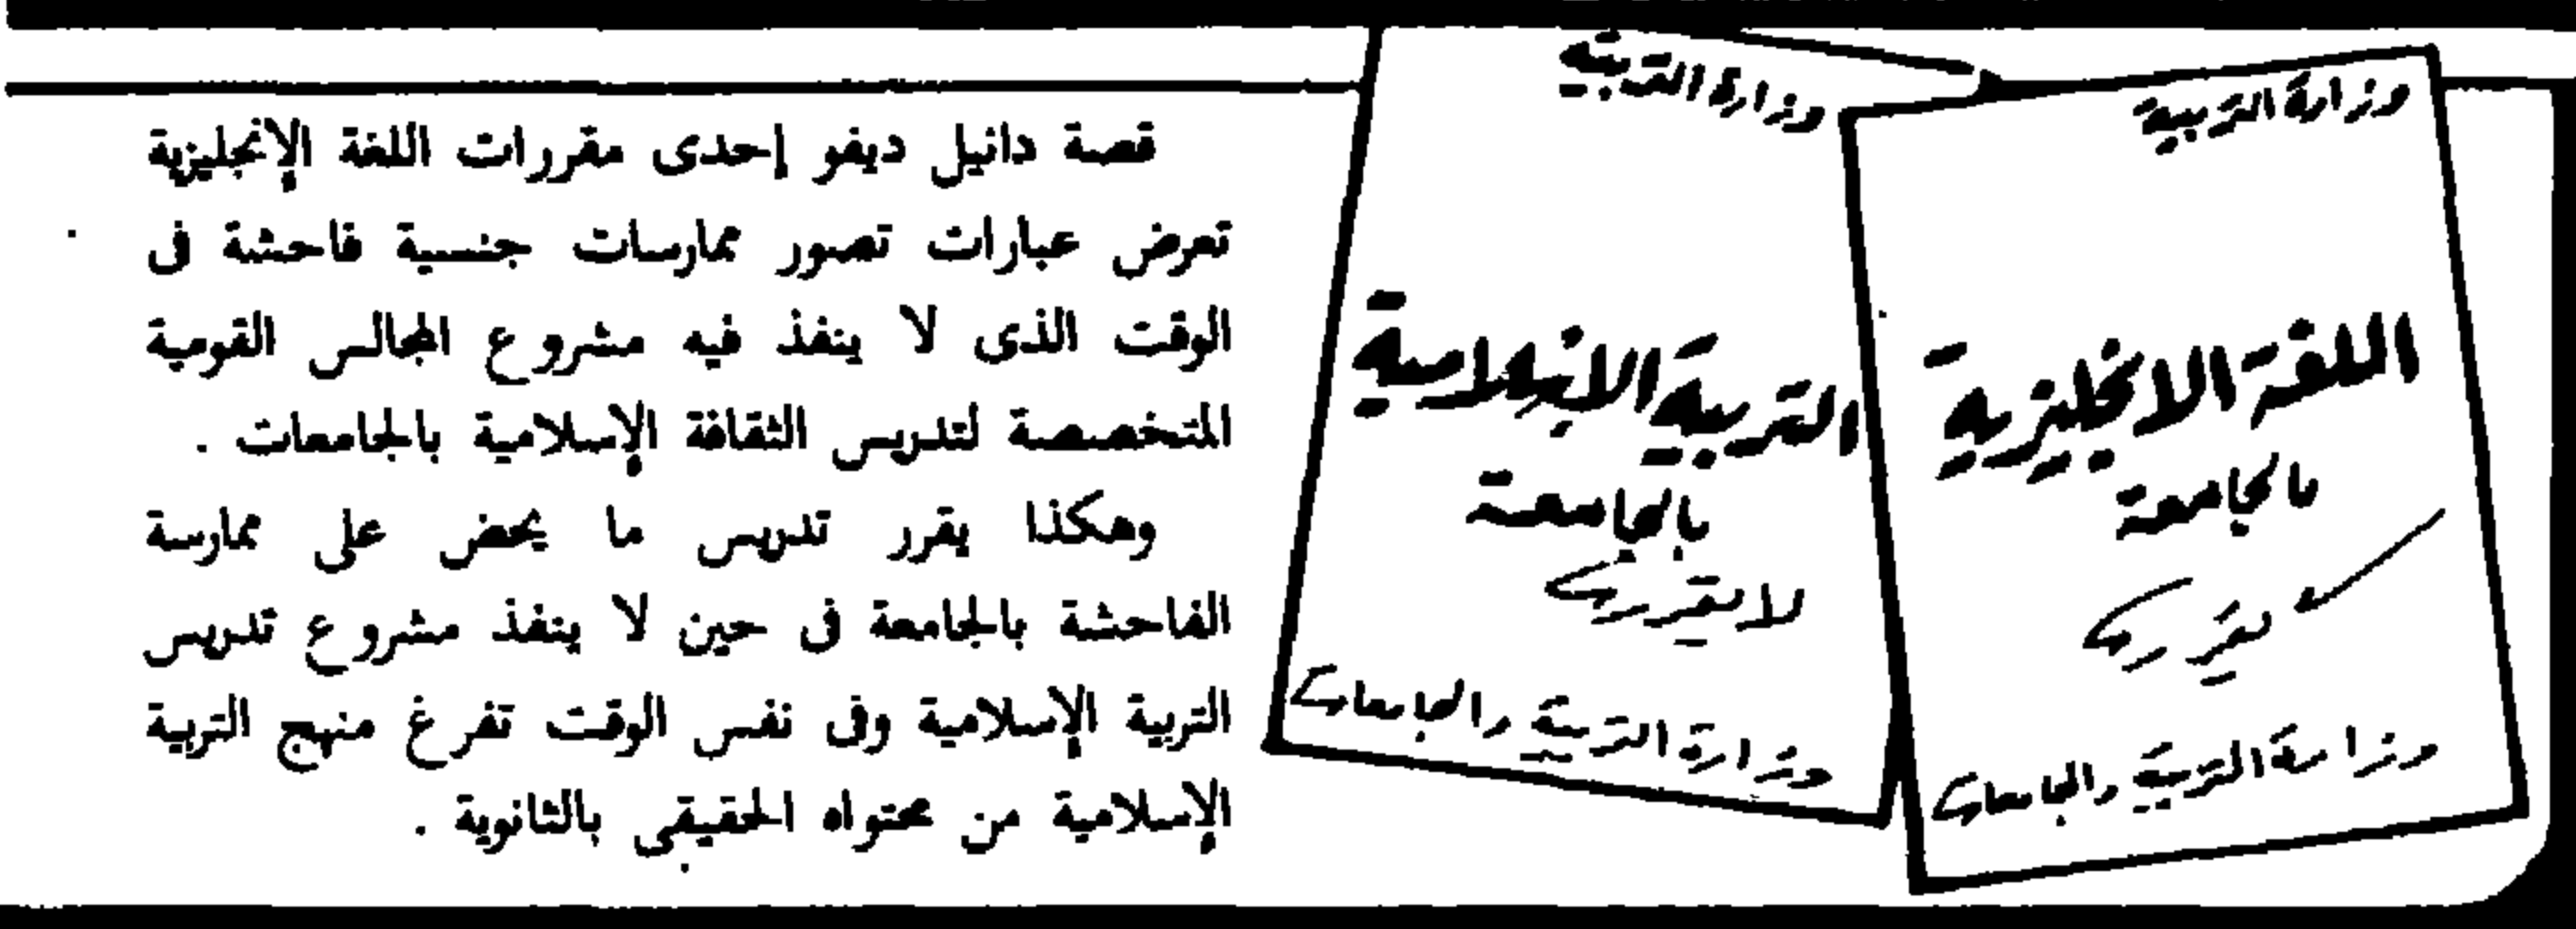 وزارة التربية
اللغة الانجليزية
بالجامعة
تقرر
وزارة التربية والجامعات
وزارة التربية
التربية الإسلامية
بالجامعة
لا تقرر
وزارة التربية والجامعات
قصة دانيل ديفو إحدى مقررات اللغة الإنجليزية
تعرض عبارات تصور ممارسات جنسية فاحشة فى
الوقت الذى لا ينفذ فيه مشروع المجالس القومية
المتخصصة لتدريس الثقافة الإسلامية بالجامعات .
وهكذا يقرر تدريس ما يحض على ممارسة
الفاحشة بالجامعة فى حين لا ينفذ مشروع تدريس
التربية الإسلامية وفى نفس الوقت تفرغ منهج التربية
الإسلامية من محتواه الحقيقى بالثانوية .